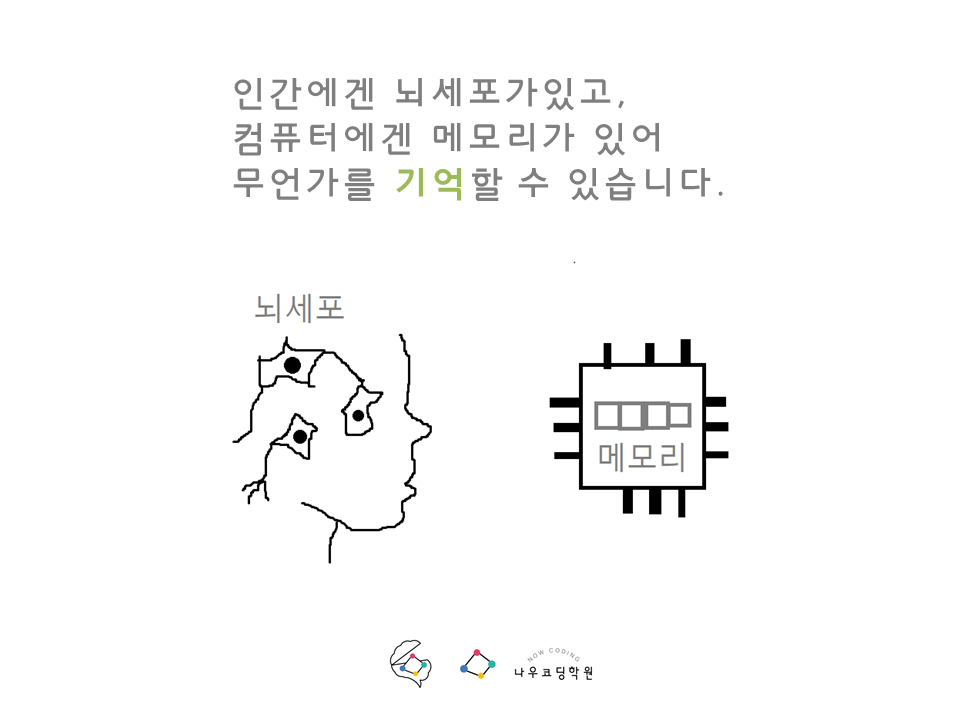 인간에겐 뇌세포가있고,
컴퓨터에겐 메모리가 있어
무언가를 기억할 수 있습니다.
뇌세포
메모리
NOW CODING
나우코딩학원